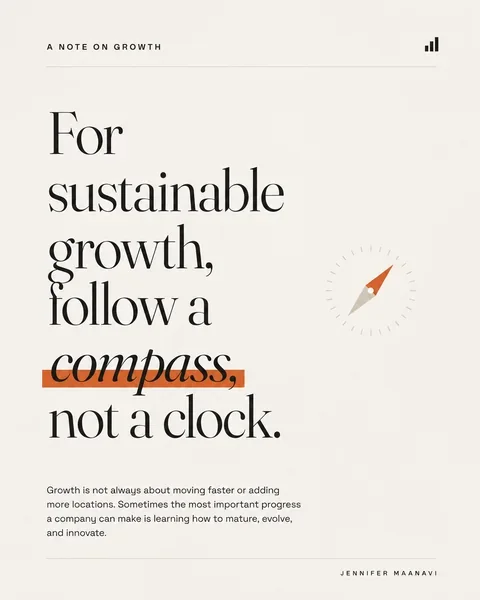 A NOTE ON GROWTH
For
sustainable
growth,
follow a
compass,
not a clock.
Growth is not always about moving faster or adding
more locations. Sometimes the most important progress
a company can make is learning how to mature, evolve,
and innovate.
JENNIFER MAANAVI